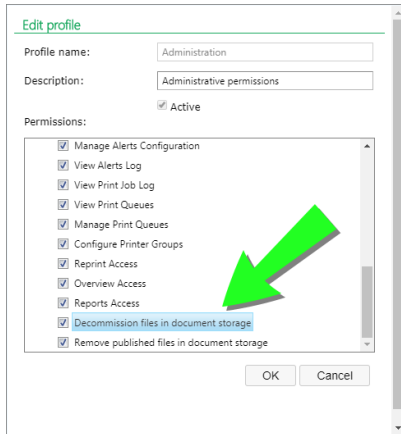 Edit profile
Profile name: Administration
Description: Administrative permissions
Active
Permissions:
Manage Alerts Configuration
View Alerts Log
View Print Job Log
View Print Queues
Manage Print Queues
Configure Printer Groups
Reprint Access
Overview Access
Reports Access
Decommission files in document storage
Remove published files in document storage
OK Cancel